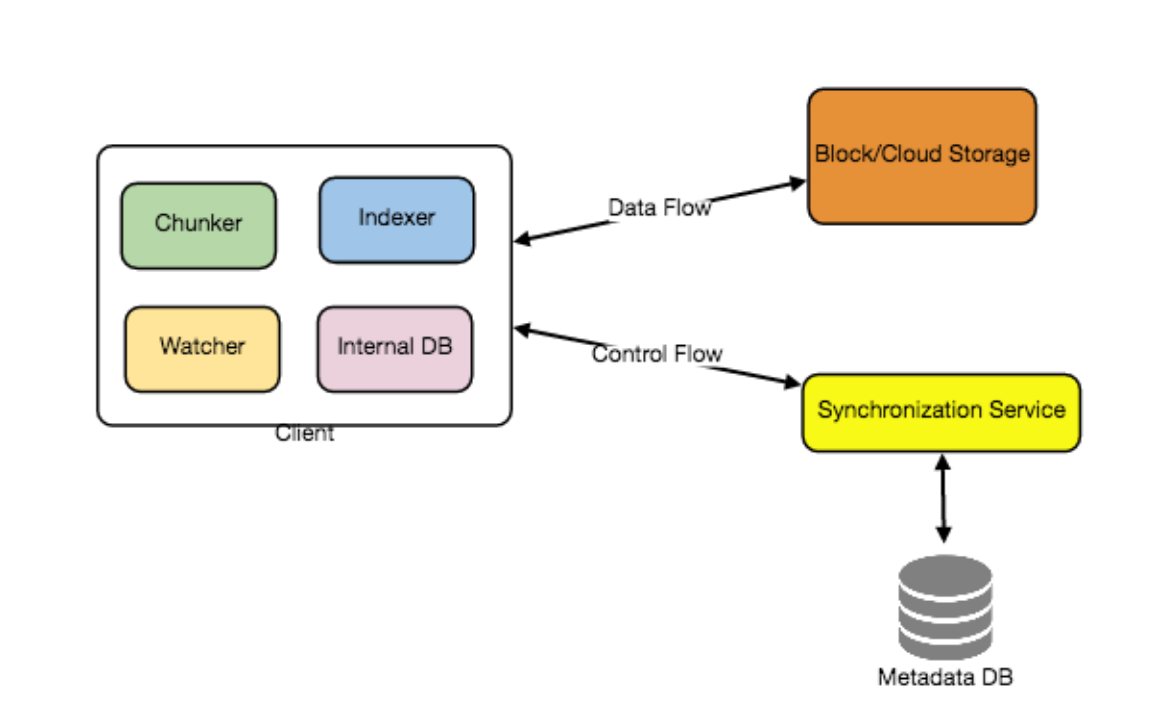 Block/Cloud Storage
Data Flow
Chunker
Indexer
Watcher
Internal DB
Control Flow
Client
Synchronization Service
Metadata DB